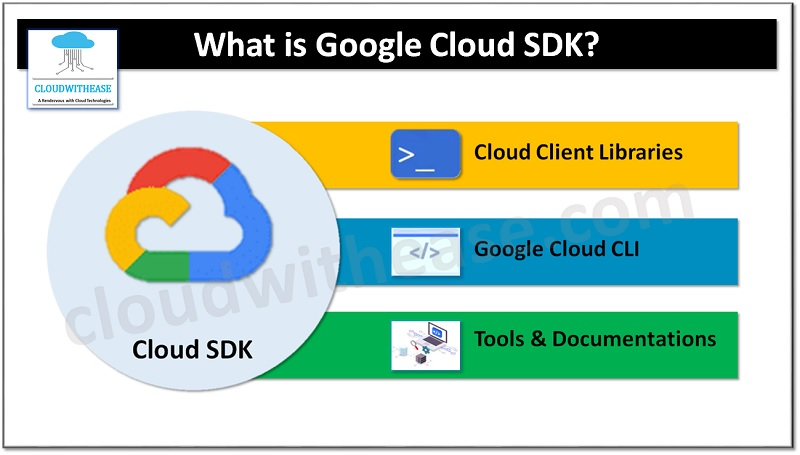 What is Google Cloud SDK?
CLOUDWITHEASE
A Rendezvous with Cloud Technologies
>_
Cloud Client Libraries
</>
Google Cloud CLI
Cloud SDK
Tools & Documentations
cloudwithease.com